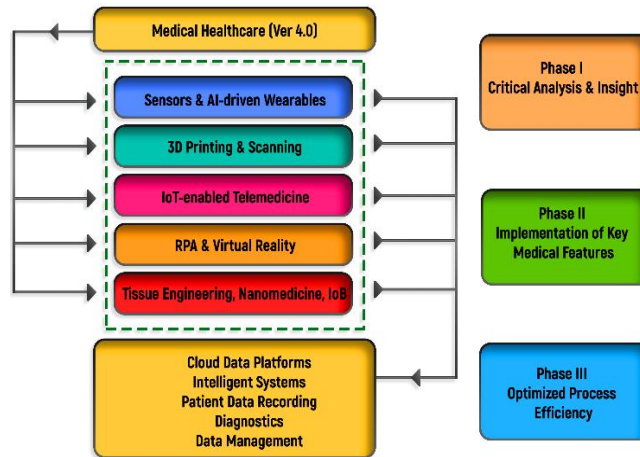 Medical Healthcare (Ver 4.0)
Sensors & AI-driven Wearables
3D Printing & Scanning
IoT-enabled Telemedicine
RPA & Virtual Reality
Tissue Engineering, Nanomedicine, IoB
Cloud Data Platforms
Intelligent Systems
Patient Data Recording
Diagnostics
Data Management
Phase I
Critical Analysis & Insight
Phase II
Implementation of Key
Medical Features
Phase III
Optimized Process
Efficiency